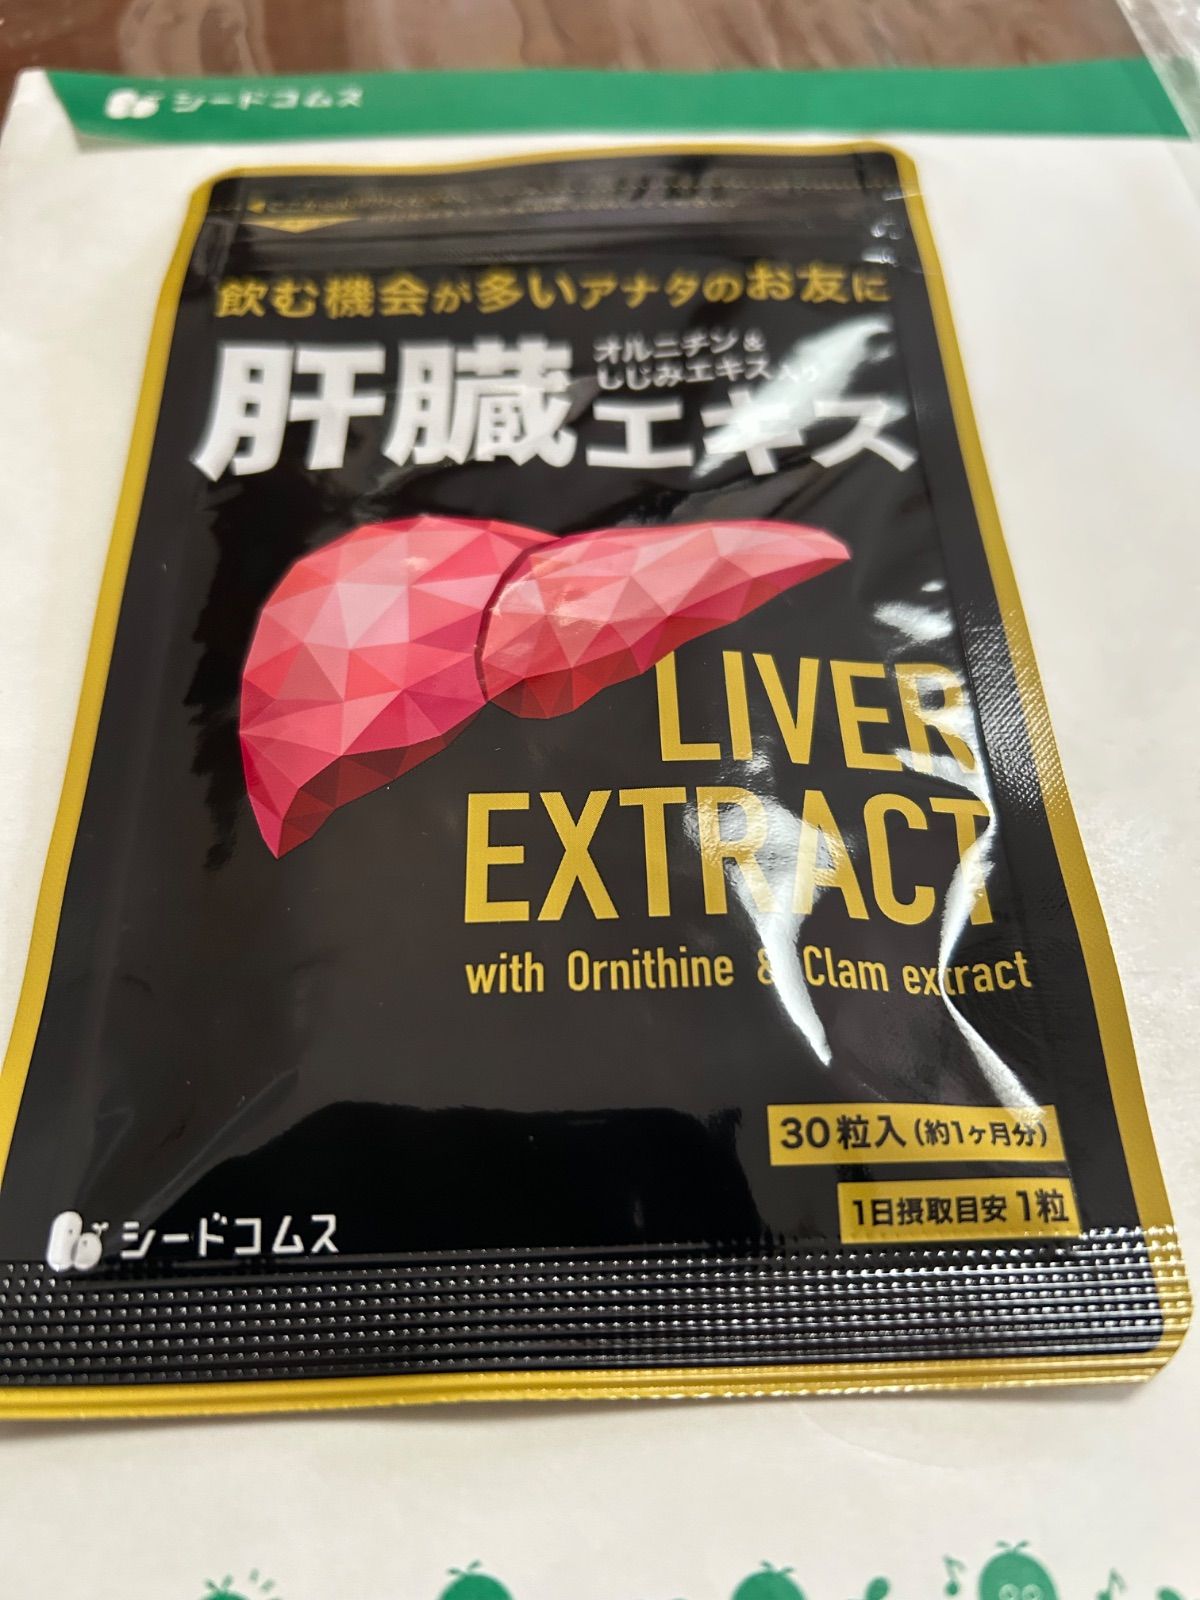 シードコムス
飲む機会が多いアナタのお友に
肝臓エキス
オルニチン&
しじみエキス入り
LIVER
EXTRACT
with Ornithine & Clam extract
30粒入(約1ヶ月分)
1日摂取目安 1粒
シードコムス